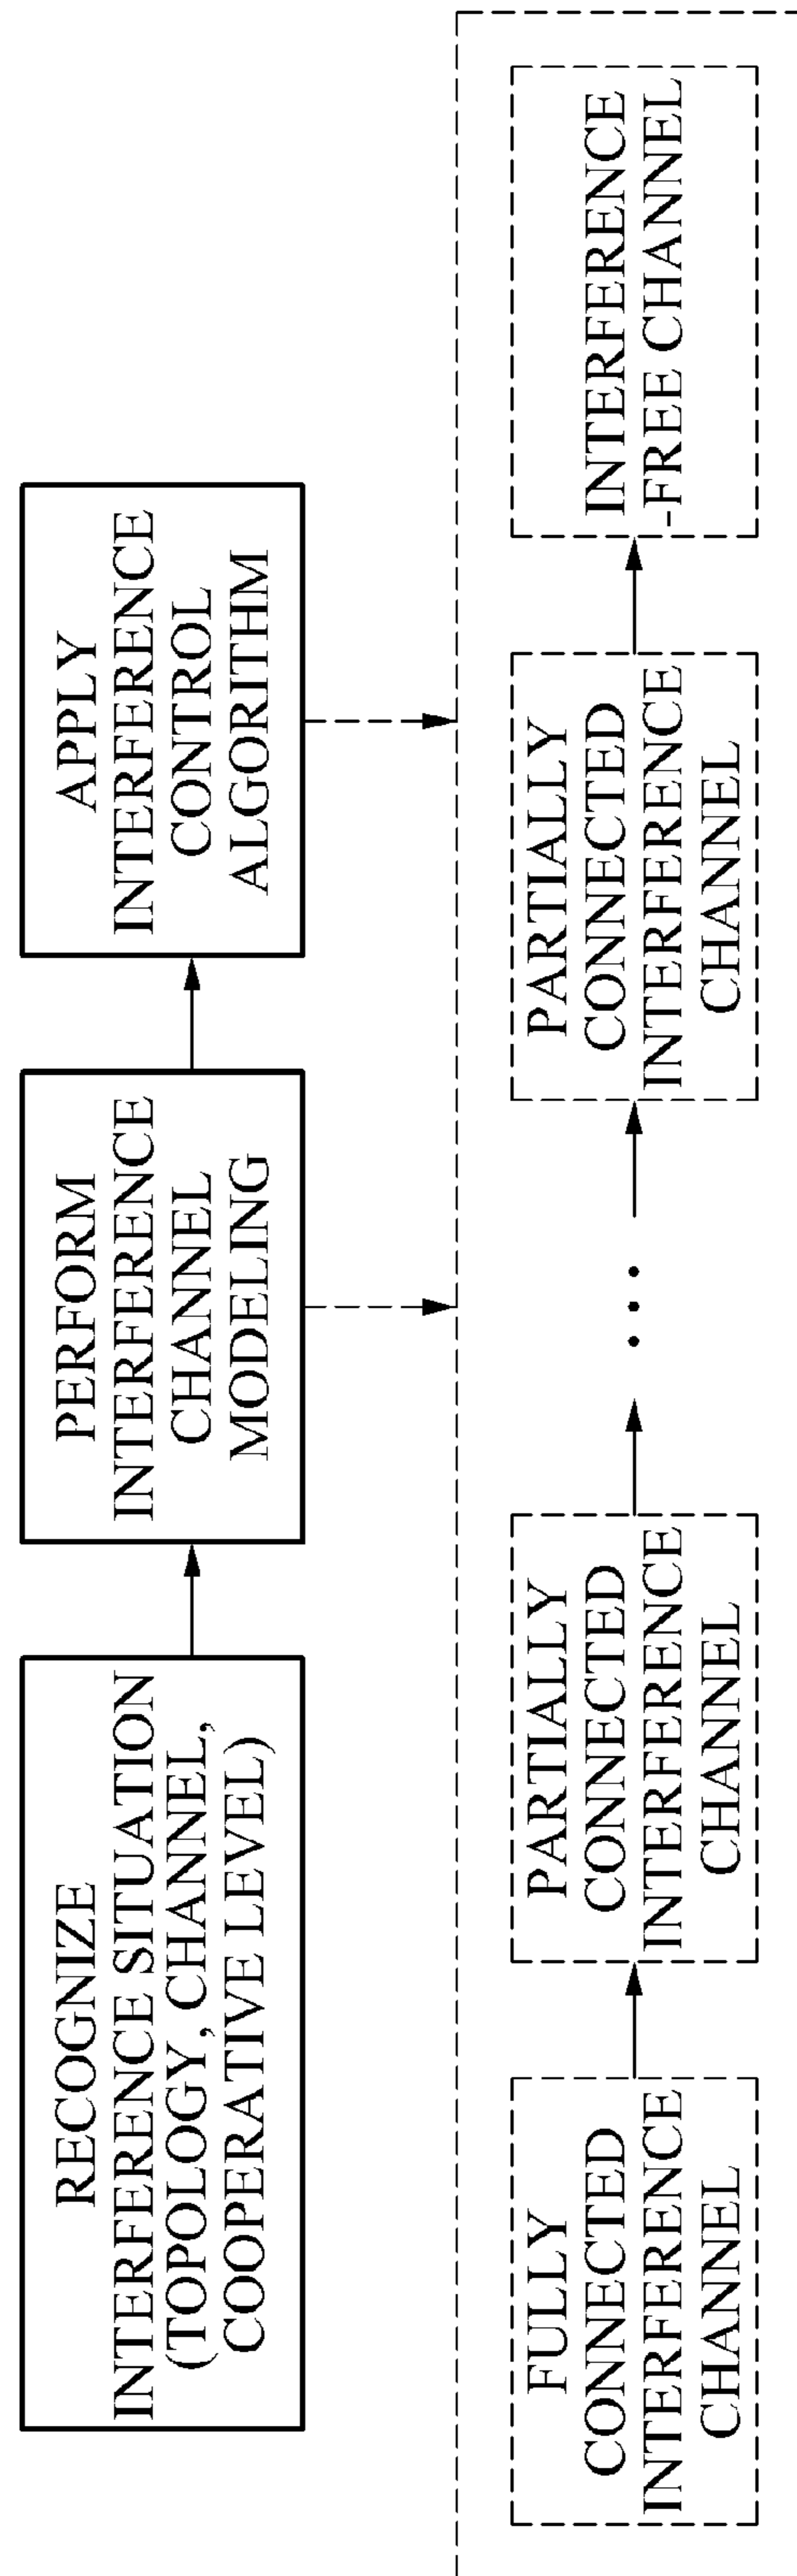 RECOGNIZE
INTERFERENCE SITUATION
(TOPOLOGY, CHANNEL,
COOPERATIVE LEVEL)
PERFORM
INTERFERENCE
CHANNEL
MODELING
APPLY
INTERFERENCE
CONTROL
ALGORITHM
FULLY
CONNECTED
INTERFERENCE
CHANNEL
PARTIALLY
CONNECTED
INTERFERENCE
CHANNEL
• • •
PARTIALLY
CONNECTED
INTERFERENCE
CHANNEL
INTERFERENCE
-FREE CHANNEL